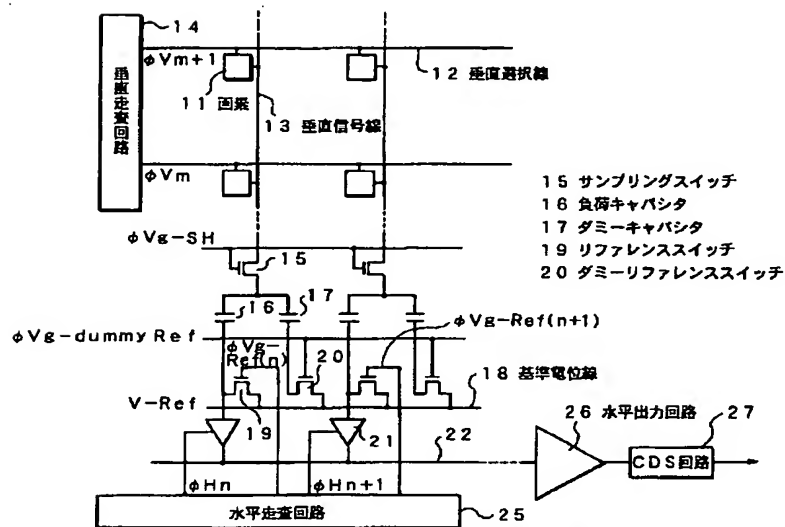 14
垂直走査回路
φVm+1
12 垂直選択線
11 画素
13 垂直信号線
φVm
15 サンプリングスイッチ
16 負荷キャパシタ
17 ダミーキャパシタ
19 リファレンススイッチ
20 ダミーリファレンススイッチ
φVg-SH
15
16
17
φVg-dummy Ref
φVg-Ref(n)
20
φVg-Ref(n+1)
18 基準電位線
V-Ref
19
21
22
26 水平出力回路
27
CDS回路
φHn
φHn+1
水平走査回路
25